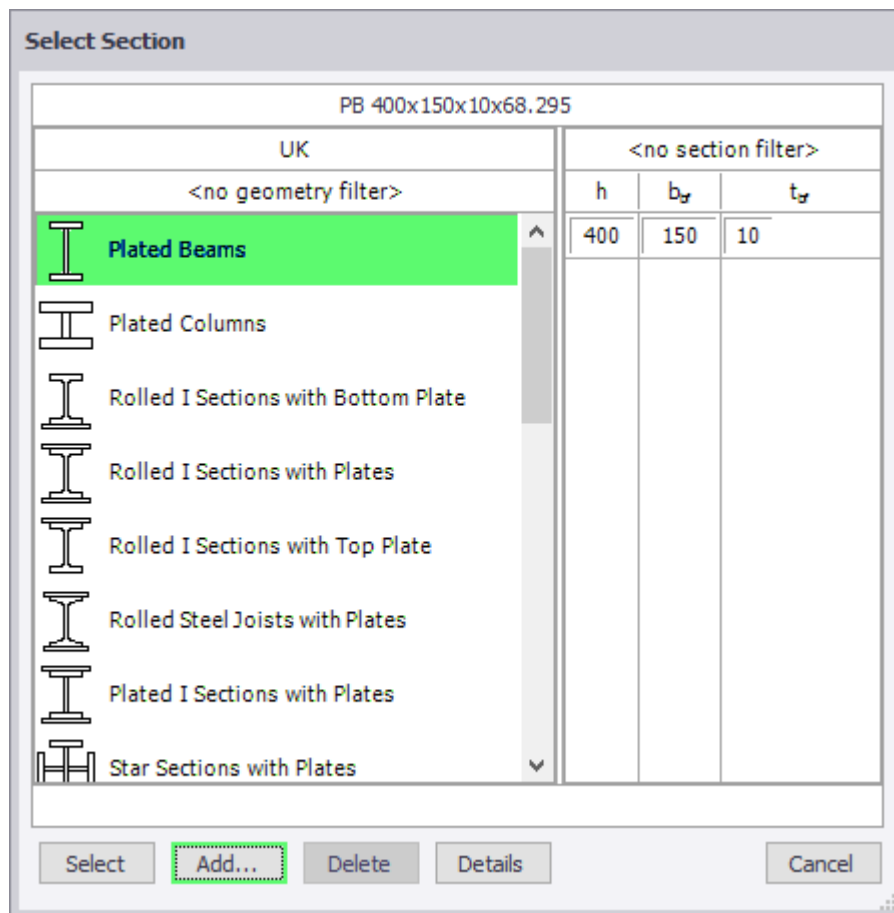 Select Section
PB 400x150x10x68.295
UK
<no section filter>
<no geometry filter>
h
400
150
10
Plated Beams
Plated Columns
Rolled I Sections with Bottom Plate
Rolled I Sections with Plates
Rolled I Sections with Top Plate
Rolled Steel Joists with Plates
Plated I Sections with Plates
Star Sections with Plates
Select
Add...
Delete
Details
Cancel